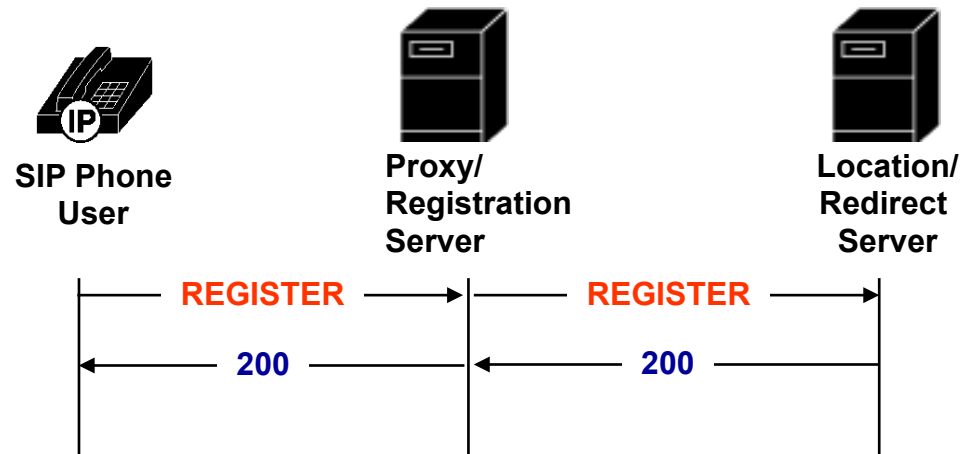 IP
SIP Phone
User
Proxy/
Registration
Server
Location/
Redirect
Server
REGISTER
REGISTER
200
200